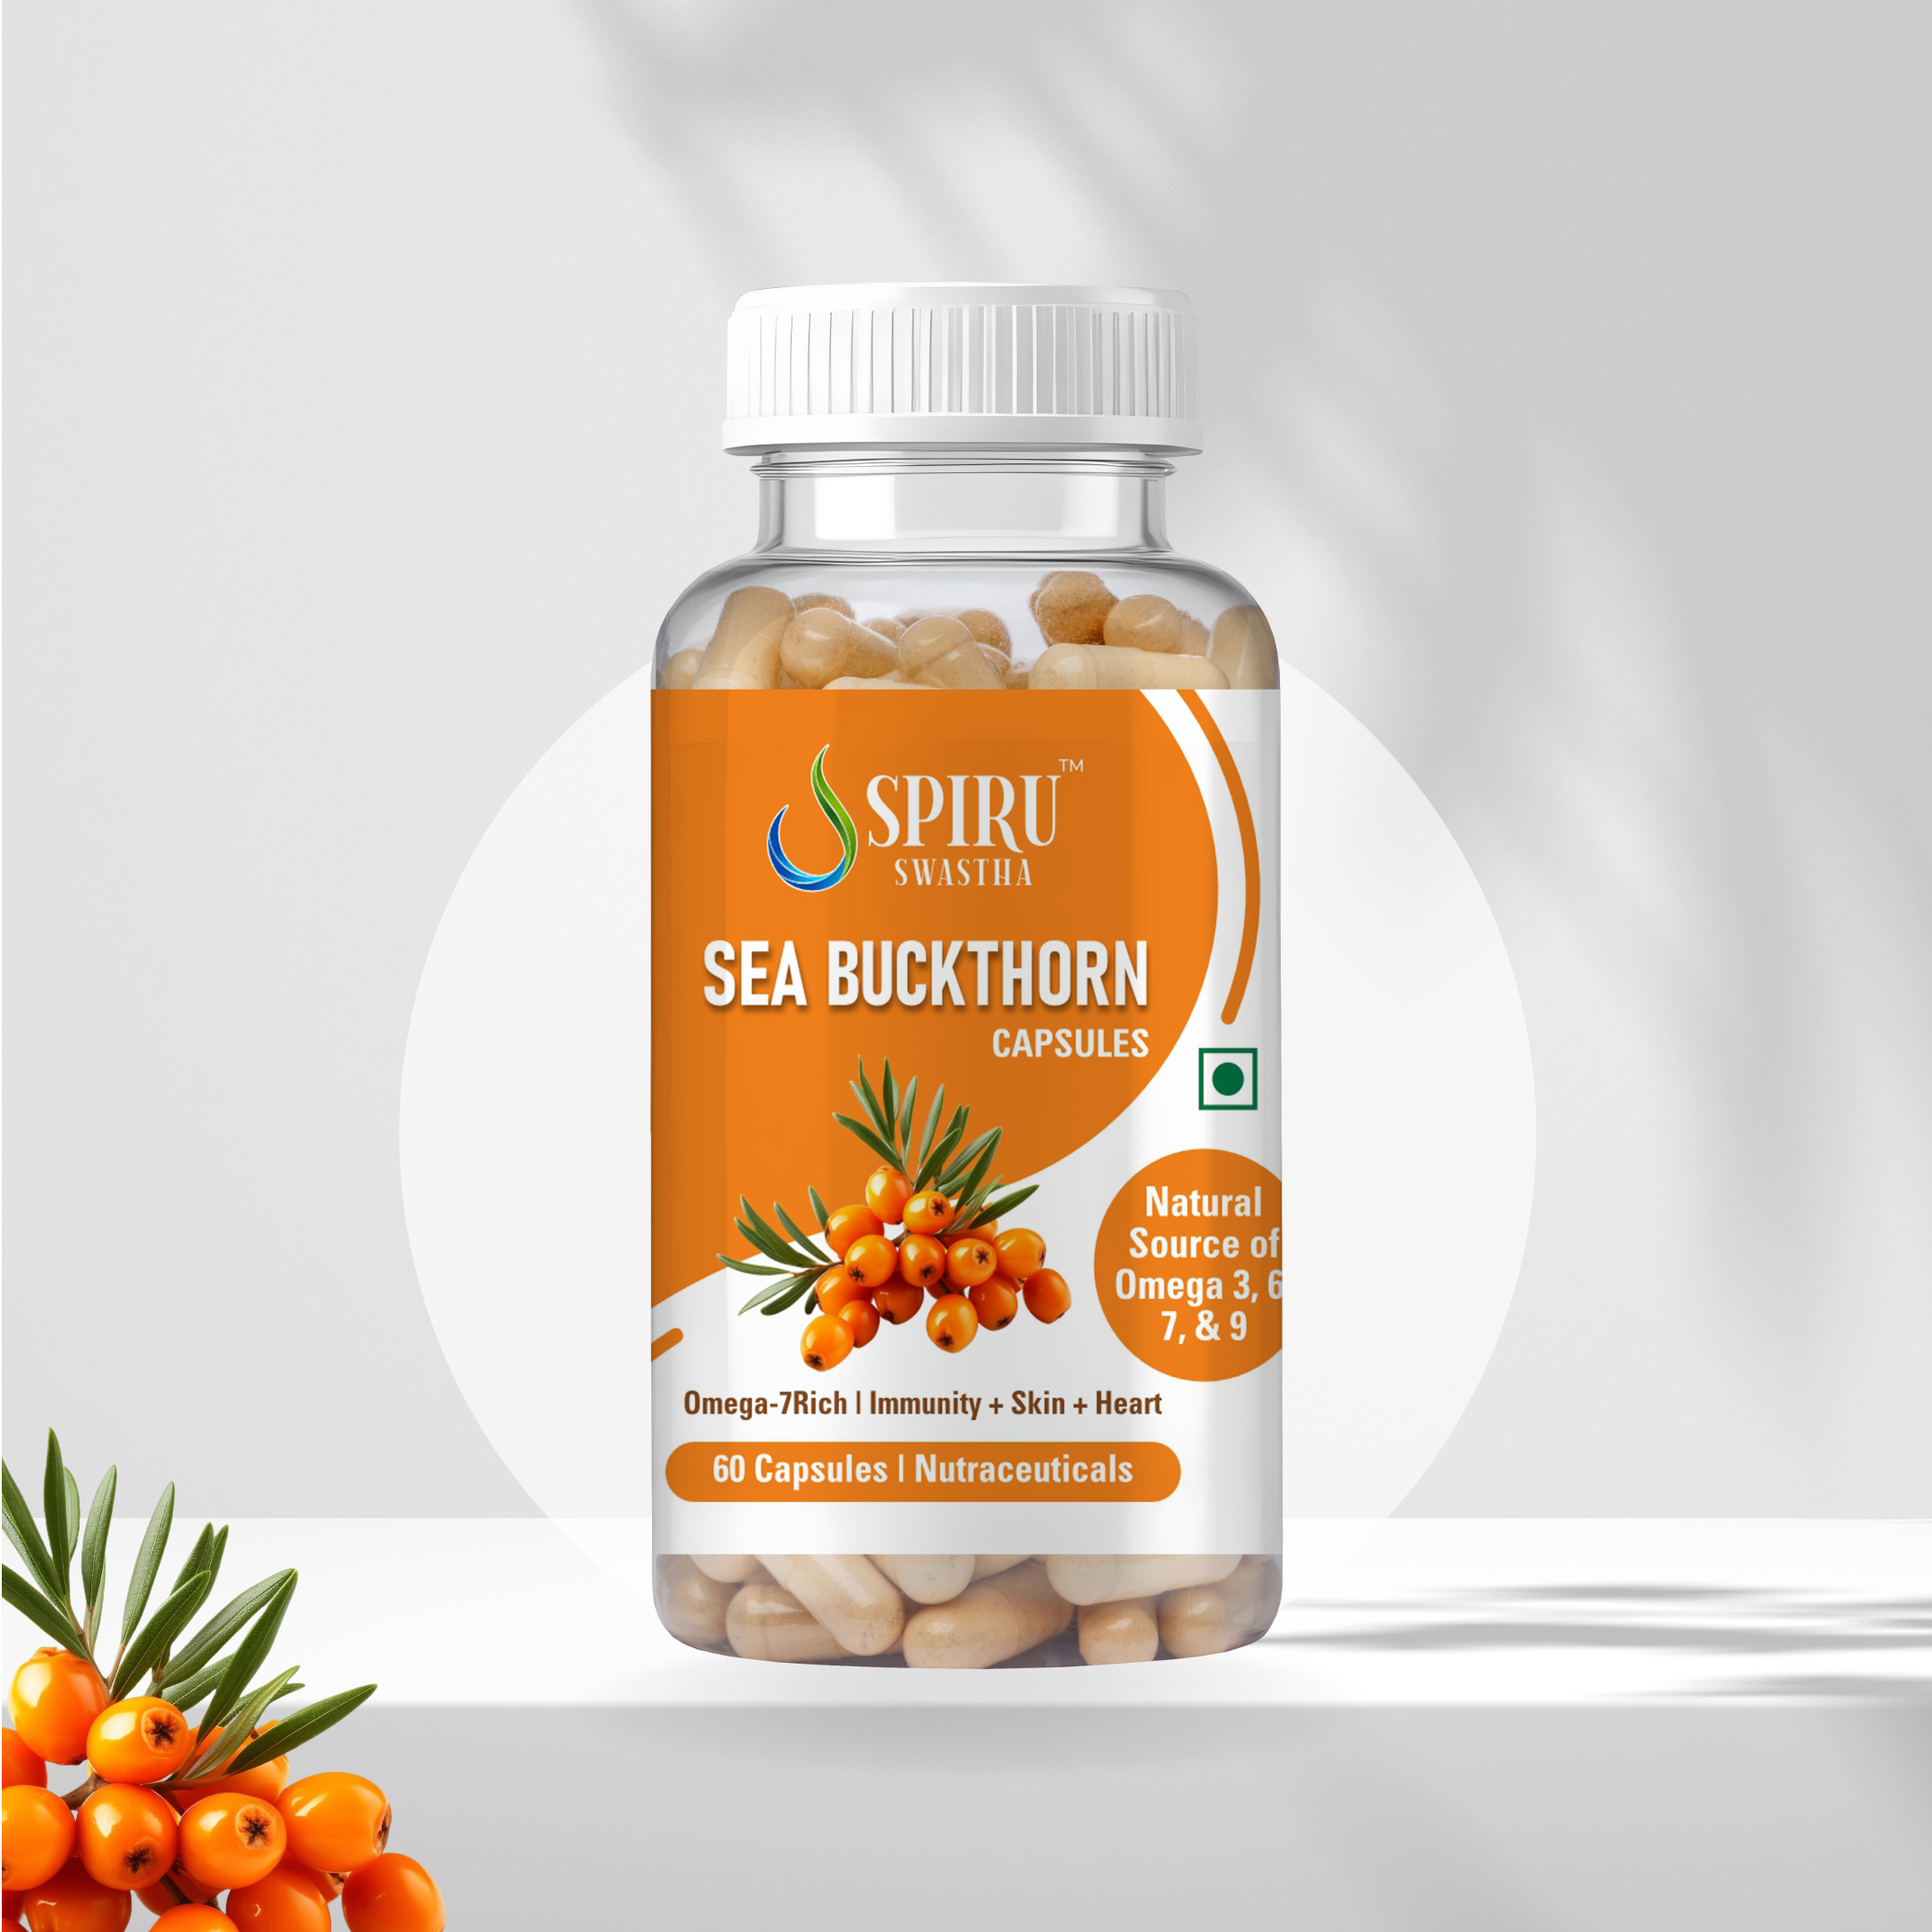 SPIRU™
SWASTHA
SEA BUCKTHORN
CAPSULES
Natural
Source of
Omega 3, 6
7, & 9
Omega-7Rich | Immunity + Skin + Heart
60 Capsules | Nutraceuticals